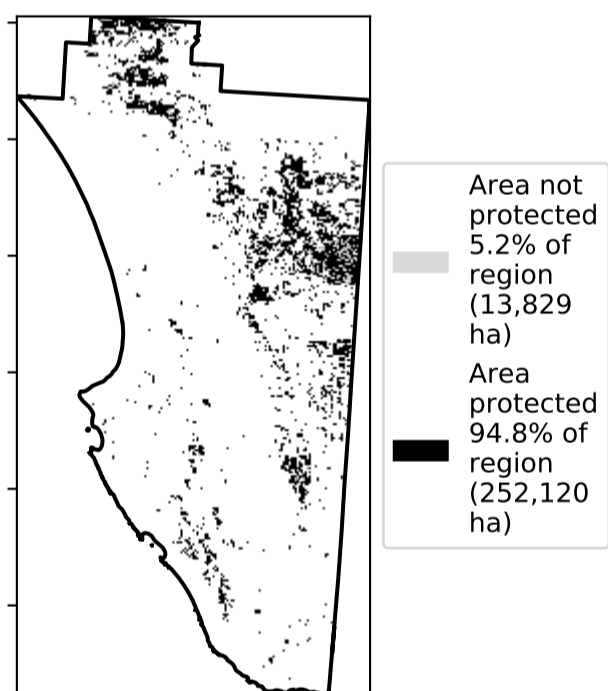 Area not
protected
5.2% of
region
(13,829
ha)
Area
protected
94.8% of
region
(252,120
ha)